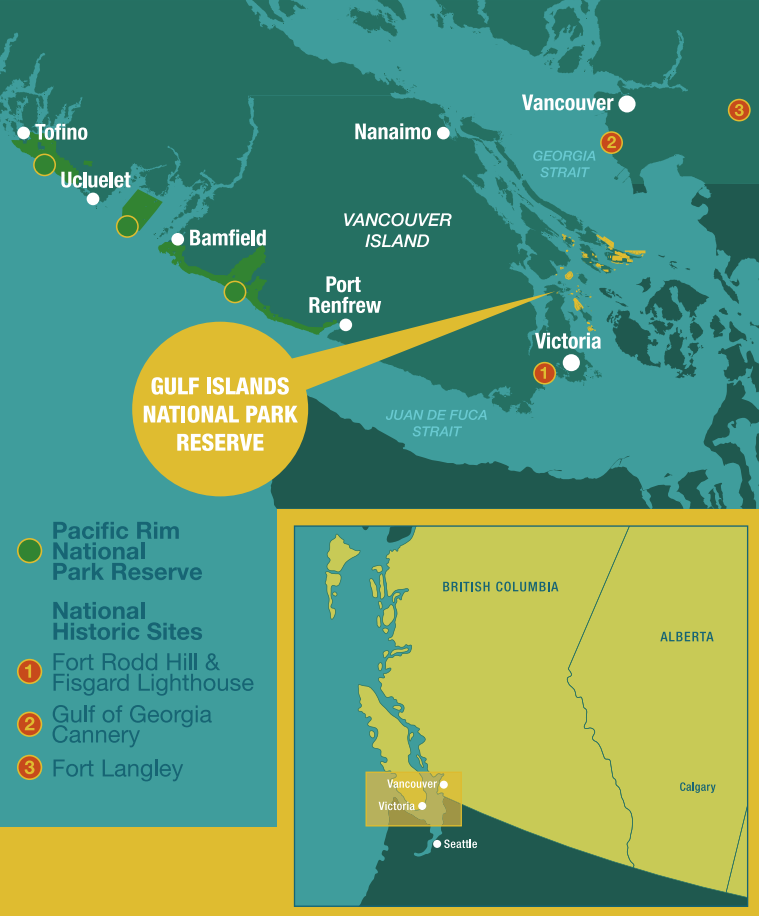 Vancouver
3
Tofino
Nanaimo
2
GEORGIA
STRAIT
Ucluelet
VANCOUVER
ISLAND
Bamfield
Port
Renfrew
Victoria
1
GULF ISLANDS
NATIONAL PARK
RESERVE
JUAN DE FUCA
STRAIT
Pacific Rim
National
Park Reserve
National
Historic Sites
1 Fort Rodd Hill &
Fisgard Lighthouse
2 Gulf of Georgia
Cannery
3 Fort Langley
BRITISH COLUMBIA
ALBERTA
Calgary
Vancouver
Victoria
Seattle